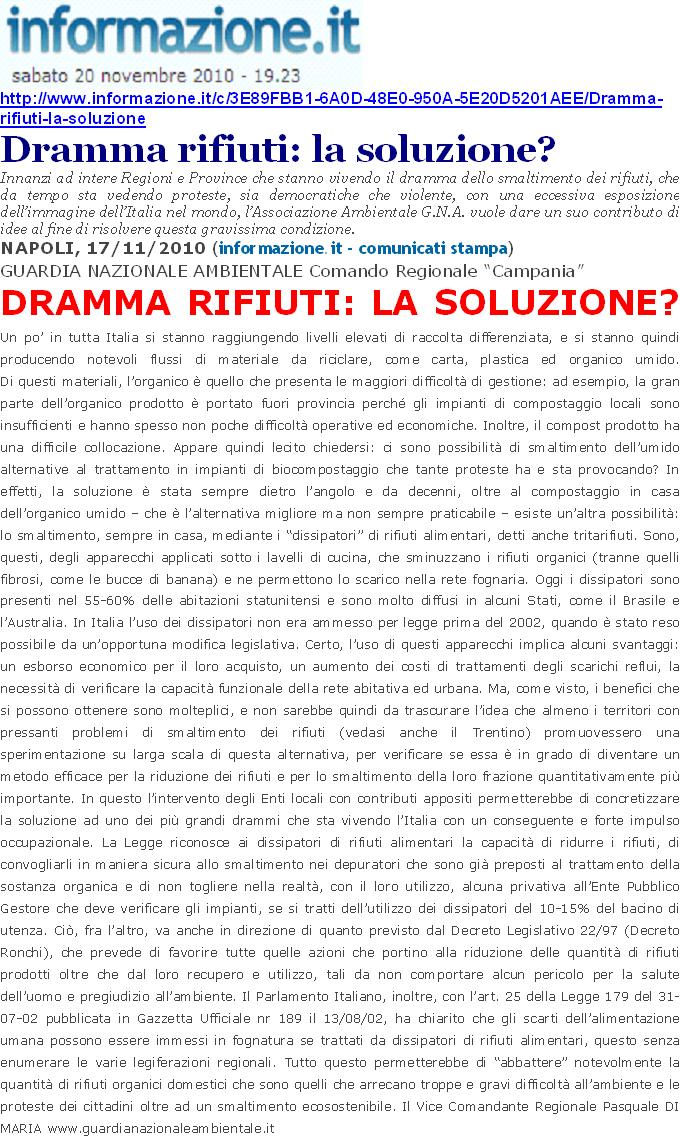 informazione.it
sabato 20 novembre 2010 - 19.23
http://www.informazione.it/c/3E89FBB1-6A0D-48E0-950A-5E20D5201AEE/Dramma-
rifiuti-la-soluzione
Dramma rifiuti: la soluzione?
Innanzi ad intere Regioni e Province che stanno vivendo il dramma dello smaltimento dei rifiuti, che
da tempo sta vedendo proteste, sia democratiche che violente, con una eccessiva esposizione
dell'immagine dell'Italia nel mondo, l'Associazione Ambientale G.N.A. vuole dare un suo contributo di
idee al fine di risolvere questa gravissima condizione.
NAPOLI, 17/11/2010 (informazione.it - comunicati stampa)
GUARDIA NAZIONALE AMBIENTALE Comando Regionale "Campania"
DRAMMA RIFIUTI: LA SOLUZIONE?
Un po' in tutta Italia si stanno raggiungendo livelli elevati di raccolta differenziata, e si stanno quindi
producendo notevoli flussi di materiale da riciclare, come carta, plastica ed organico umido.
Di questi materiali, l'organico è quello che presenta le maggiori difficoltà di gestione: ad esempio, la gran
parte dell'organico prodotto è portato fuori provincia perché gli impianti di compostaggio locali sono
insufficienti e hanno spesso non poche difficoltà operative ed economiche. Inoltre, il compost prodotto ha
una difficile collocazione. Appare quindi lecito chiedersi: ci sono possibilità di smaltimento dell'umido
alternative al trattamento in impianti di biocompostaggio che tante proteste ha e sta provocando? In
effetti, la soluzione è stata sempre dietro l'angolo e da decenni, oltre al compostaggio in casa
dell'organico umido – che è l'alternativa migliore ma non sempre praticabile – esiste un'altra possibilità:
lo smaltimento, sempre in casa, mediante i "dissipatori" di rifiuti alimentari, detti anche tritarifiuti. Sono,
questi, degli apparecchi applicati sotto i lavelli di cucina, che sminuzzano i rifiuti organici (tranne quelli
fibrosi, come le bucce di banana) e ne permettono lo scarico nella rete fognaria. Oggi i dissipatori sono
presenti nel 55-60% delle abitazioni statunitensi e sono molto diffusi in alcuni Stati, come il Brasile e
l'Australia. In Italia l'uso dei dissipatori non era ammesso per legge prima del 2002, quando è stato reso
possibile da un'opportuna modifica legislativa. Certo, l'uso di questi apparecchi implica alcuni svantaggi:
un esborso economico per il loro acquisto, un aumento dei costi di trattamenti degli scarichi reflui, la
necessità di verificare la capacità funzionale della rete abitativa ed urbana. Ma, come visto, i benefici che
si possono ottenere sono molteplici, e non sarebbe quindi da trascurare l'idea che almeno i territori con
pressanti problemi di smaltimento dei rifiuti (vedasi anche il Trentino) promuovessero una
sperimentazione su larga scala di questa alternativa, per verificare se essa è in grado di diventare un
metodo efficace per la riduzione dei rifiuti e per lo smaltimento della loro frazione quantitativamente più
importante. In questo l'intervento degli Enti locali con contributi appositi permetterebbe di concretizzare
la soluzione ad uno dei più grandi drammi che sta vivendo l'Italia con un conseguente e forte impulso
occupazionale. La Legge riconosce ai dissipatori di rifiuti alimentari la capacità di ridurre i rifiuti, di
convogliarli in maniera sicura allo smaltimento nei depuratori che sono già preposti al trattamento della
sostanza organica e di non togliere nella realtà, con il loro utilizzo, alcuna privativa all'Ente Pubblico
Gestore che deve verificare gli impianti, se si tratti dell'utilizzo dei dissipatori del 10-15% del bacino di
utenza. Ciò, fra l'altro, va anche in direzione di quanto previsto dal Decreto Legislativo 22/97 (Decreto
Ronchi), che prevede di favorire tutte quelle azioni che portino alla riduzione delle quantità di rifiuti
prodotti oltre che dal loro recupero e utilizzo, tali da non comportare alcun pericolo per la salute
dell'uomo e pregiudizio all'ambiente. Il Parlamento Italiano, inoltre, con l'art. 25 della Legge 179 del 31-
07-02 pubblicata in Gazzetta Ufficiale nr 189 il 13/08/02, ha chiarito che gli scarti dell'alimentazione
umana possono essere immessi in fognatura se trattati da dissipatori di rifiuti alimentari, questo senza
enumerare le varie legiferazioni regionali. Tutto questo permetterebbe di "abbattere" notevolmente la
quantità di rifiuti organici domestici che sono quelli che arrecano troppe e gravi difficoltà all'ambiente e le
proteste dei cittadini oltre ad un smaltimento ecosostenibile. Il Vice Comandante Regionale Pasquale DI
MARIA www.guardianazionaleambientale.it